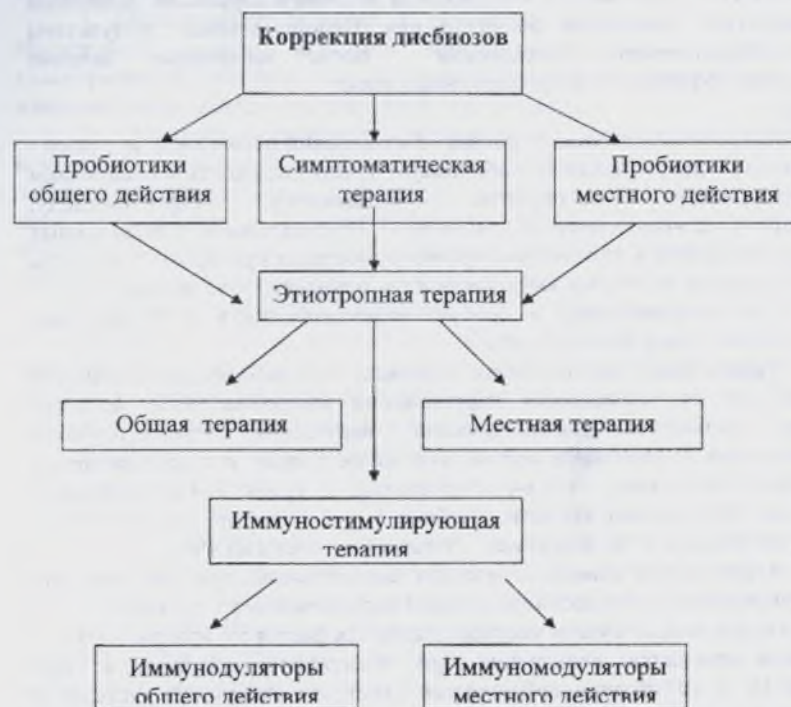 Коррекция дисбиозов
Пробиотики
общего действия
Симптоматическая
терапия
Пробиотики
местного действия
Этиотропная терапия
Общая терапия
Местная терапия
Иммуностимулирующая
терапия
Иммунодуляторы
общего действия
Иммуномодуляторы
местного действия